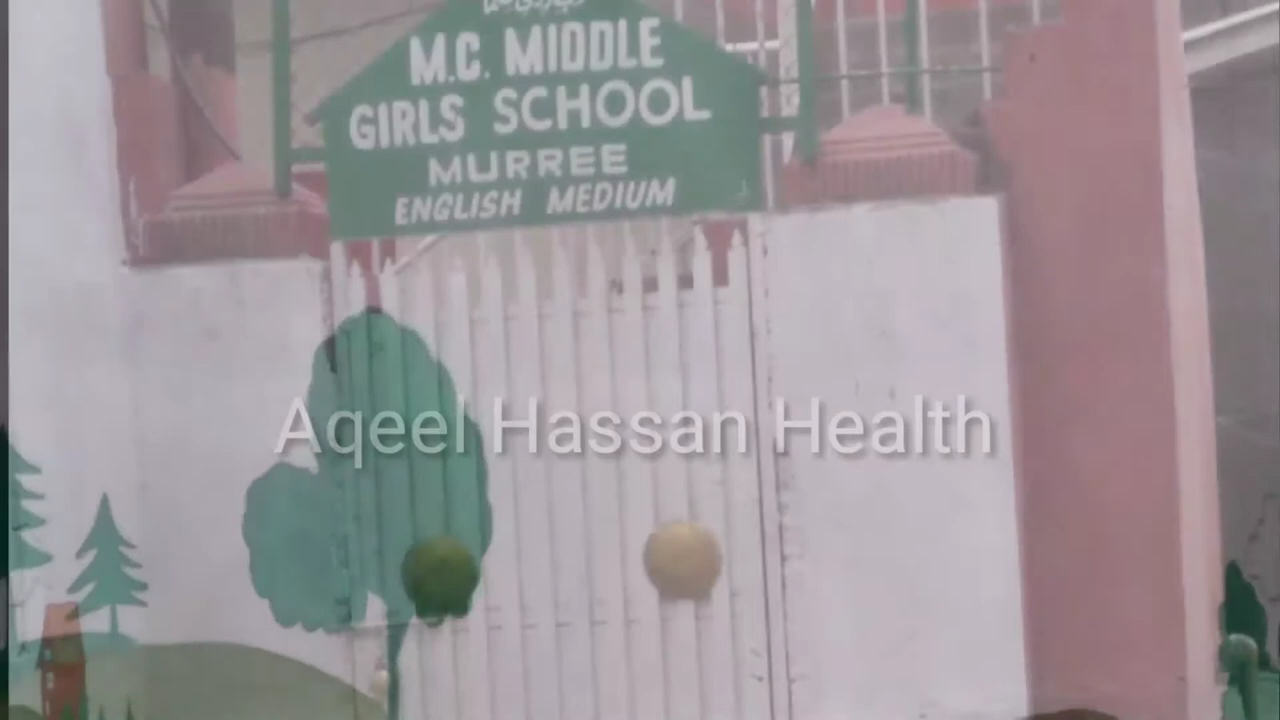 M.C. MIDDLE
GIRLS SCHOOL
MURREE
ENGLISH MEDIUM
Aqeel Hassan Health